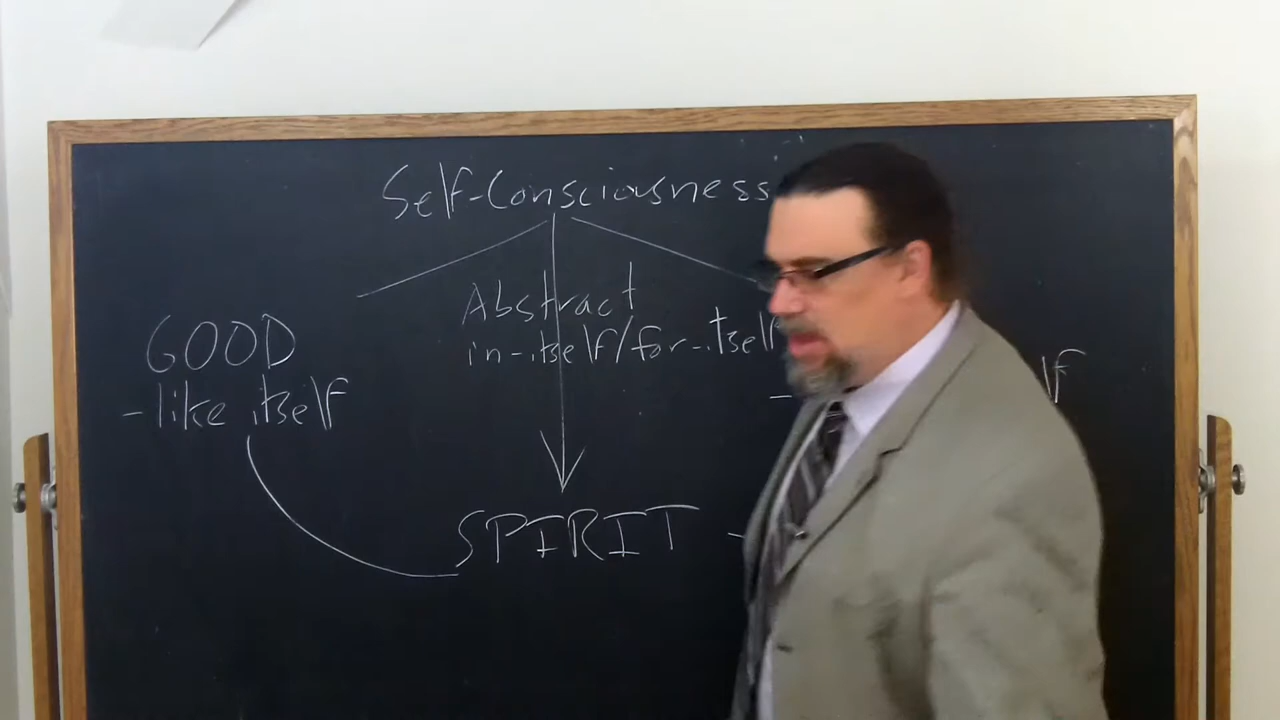 Self-Consciousness
Abstract
in-itself/for-itself
GOOD
-like itself
SPIRIT